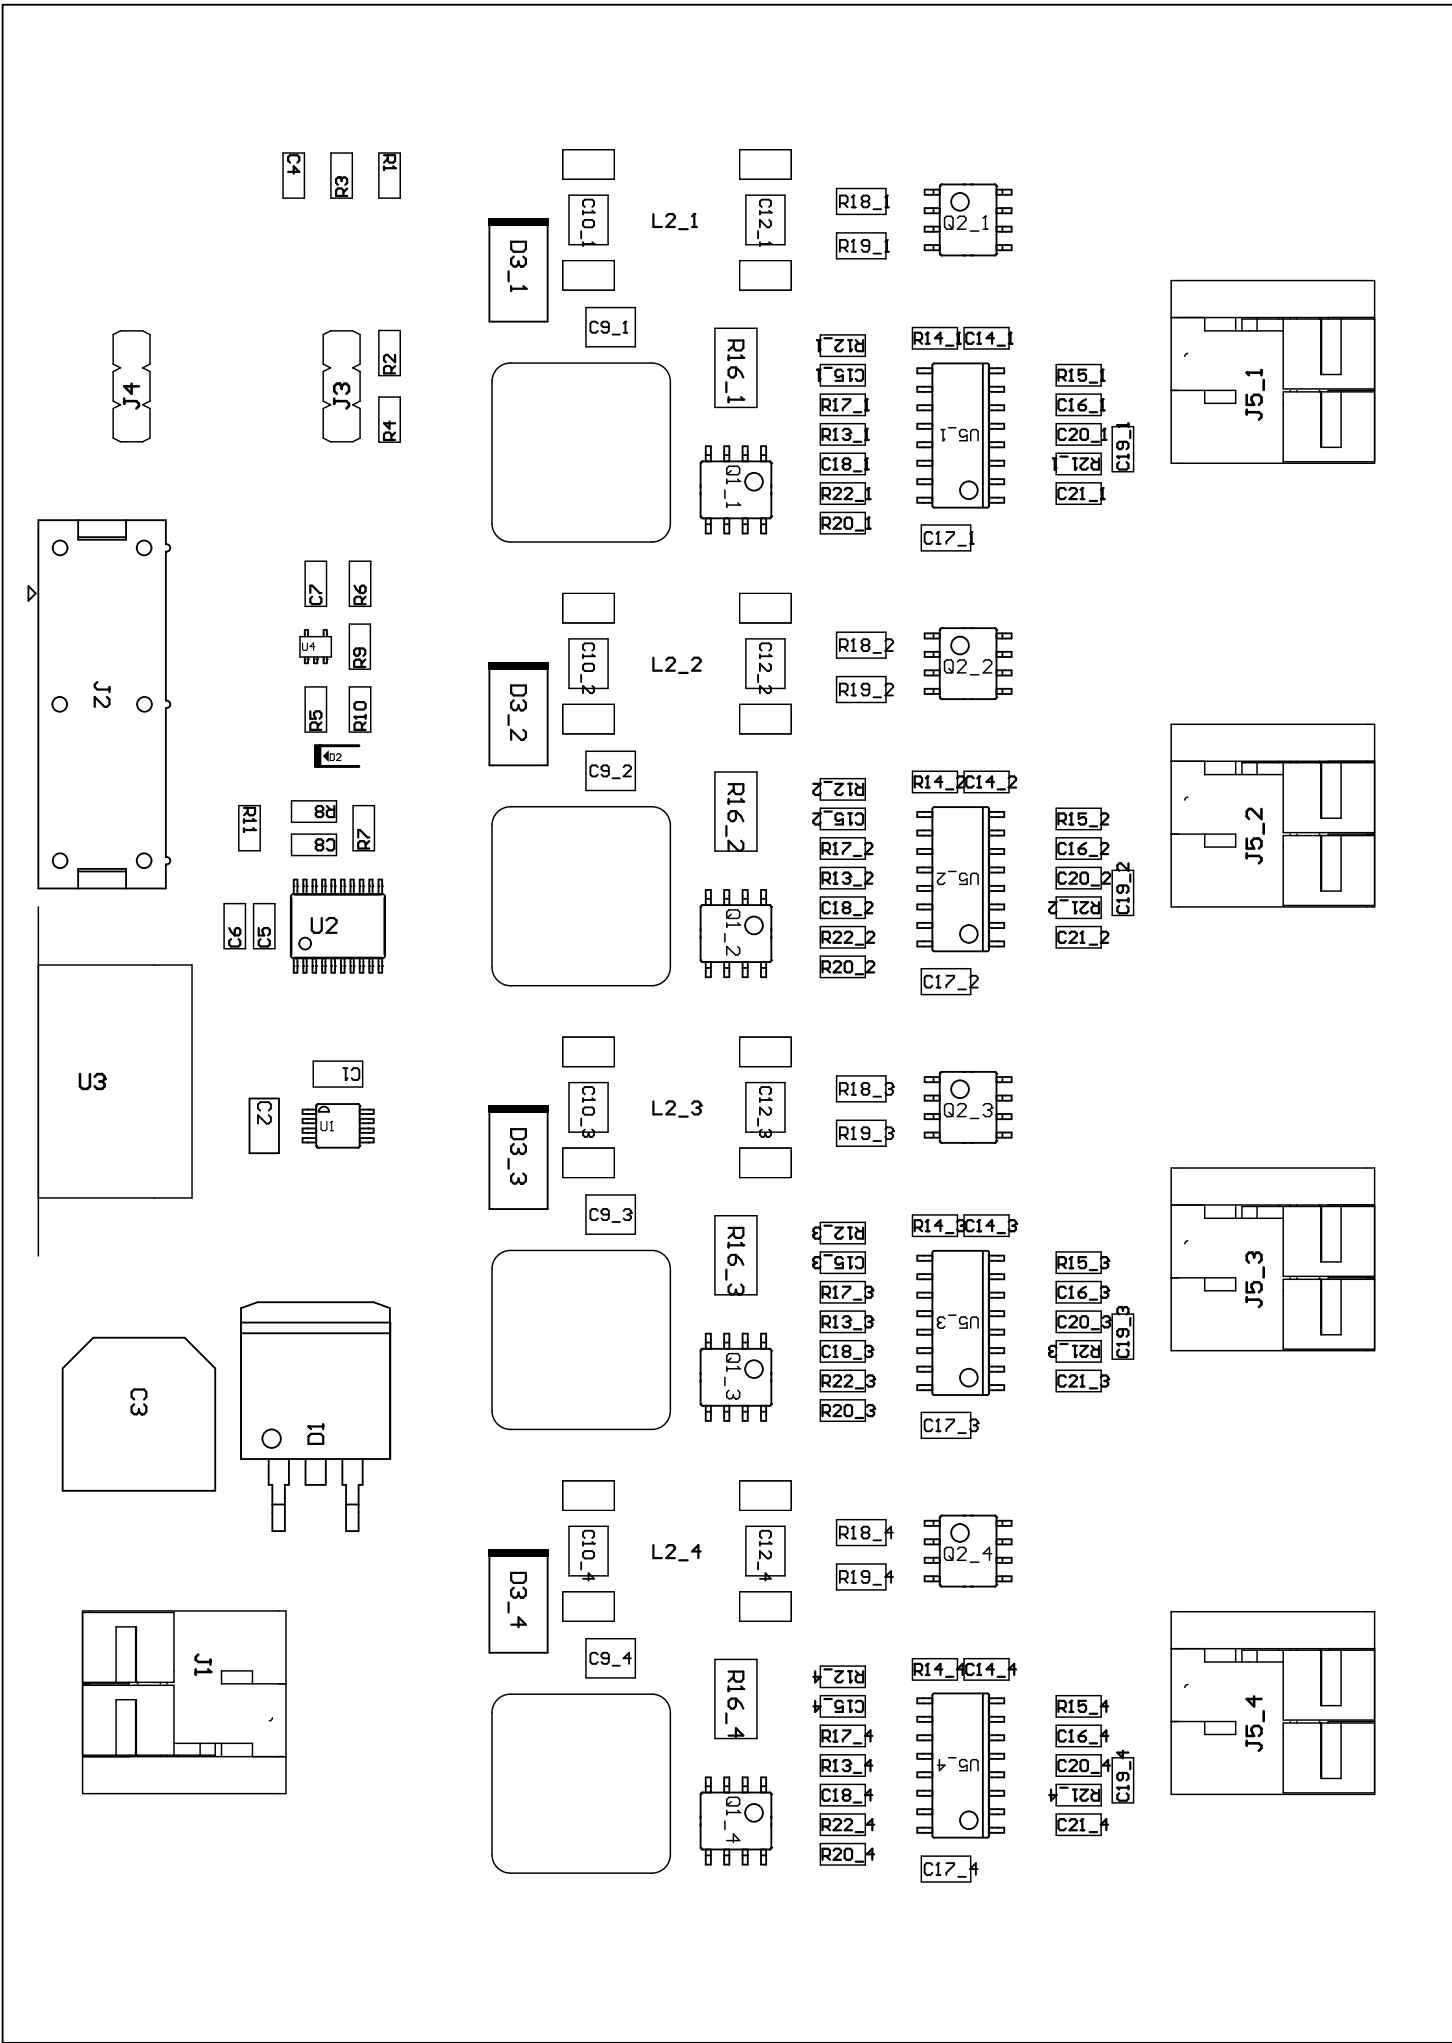 C4
R3
R1
C10_1
L2_1
C12_1
R18_1
Q2_1
R19_1
D3_1
C9_1
R2
J4
J3
R4
R16_1
R12_1
R14_1
C14_1
C15_1
R15_1
R17_1
C16_1
J5_1
R13_1
U5_1
C20_1
C19_1
C18_1
R21_1
Q1_1
R22_1
C21_1
R20_1
C17_1
C7
R6
U4
R9
J2
R5
R10
D2
C10_2
L2_2
C12_2
R18_2
Q2_2
R19_2
D3_2
C9_2
R11
R8
C8
R7
R16_2
R12_2
R14_2
C14_2
C15_2
R15_2
R17_2
C16_2
J5_2
R13_2
U5_2
C20_2
C19_2
C18_2
R21_2
C6
C5
U2
Q1_2
R22_2
C21_2
R20_2
C17_2
U3
C1
C2
U1
C10_3
L2_3
C12_3
R18_3
Q2_3
R19_3
D3_3
C9_3
R16_3
R12_3
R14_3
C14_3
C15_3
R15_3
R17_3
C16_3
J5_3
R13_3
U5_3
C20_3
C19_3
C18_3
R21_3
C3
D1
Q1_3
R22_3
C21_3
R20_3
C17_3
C10_4
L2_4
C12_4
R18_4
Q2_4
R19_4
D3_4
C9_4
J1
R16_4
R12_4
R14_4
C14_4
C15_4
R15_4
R17_4
C16_4
J5_4
R13_4
U5_4
C20_4
C19_4
C18_4
R21_4
Q1_4
R22_4
C21_4
R20_4
C17_4